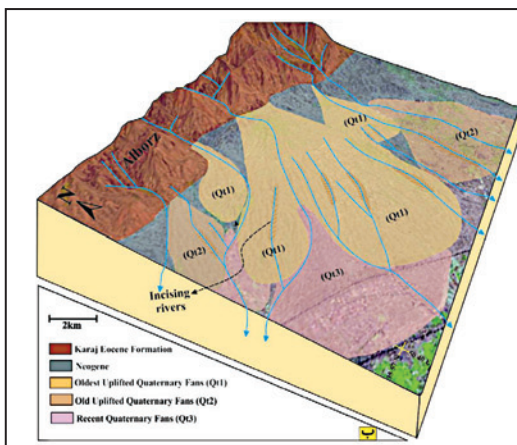 Alborz
N
(Qt1)
(Qt2)
(Qt1)
(Qt1)
(Qt2)
(Qt1)
(Qt3)
Incising
rivers
2km
Karaj Eocene Formation
Neogene
Oldest Uplifted Quaternary Fans (Qt1)
Old Uplifted Quaternary Fans (Qt2)
Recent Quaternary Fans (Qt3)
ب